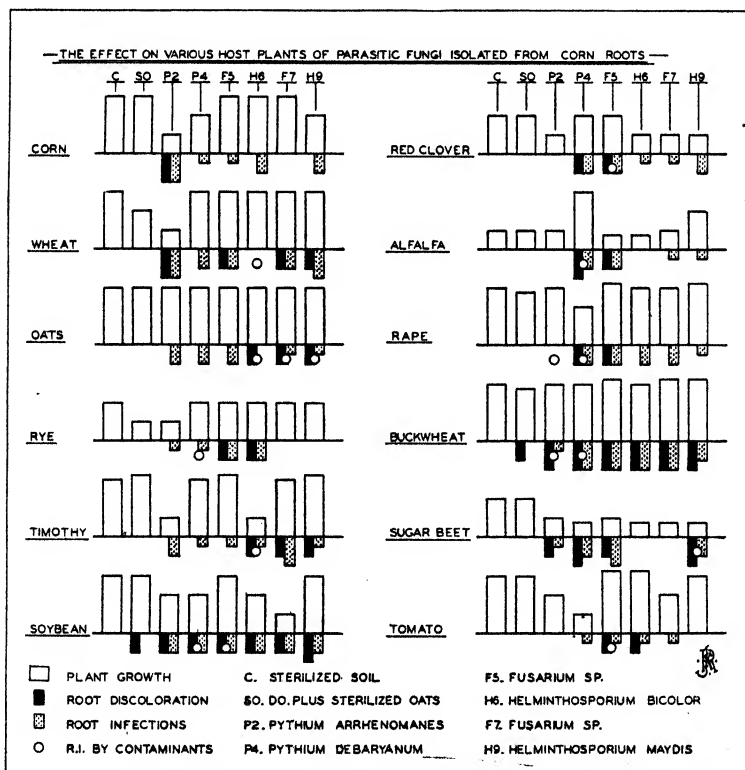 THE EFFECT ON VARIOUS HOST PLANTS OF PARASITIC FUNGI ISOLATED FROM CORN ROOTS
C SO P2 P4 F5 H6 F7 H9
CORN
WHEAT
OATS
RYE
TIMOTHY
SOYBEAN
C SO P2 P4 F5 H6 F7 H9
RED CLOVER
ALFALFA
RAPE
BUCKWHEAT
SUGAR BEET
TOMATO
PLANT GROWTH
ROOT DISCOLORATION
ROOT INFECTIONS
R.I. BY CONTAMINANTS
C. STERILIZED SOIL
SO. DO. PLUS STERILIZED OATS
P2. PYTHIUM ARRHENOMANES
P4. PYTHIUM DEBARYANUM
F5. FUSARIUM SP.
H6. HELMINTHOSPORIUM BICOLOR
F7. FUSARIUM SP.
H9. HELMINTHOSPORIUM MAYDIS